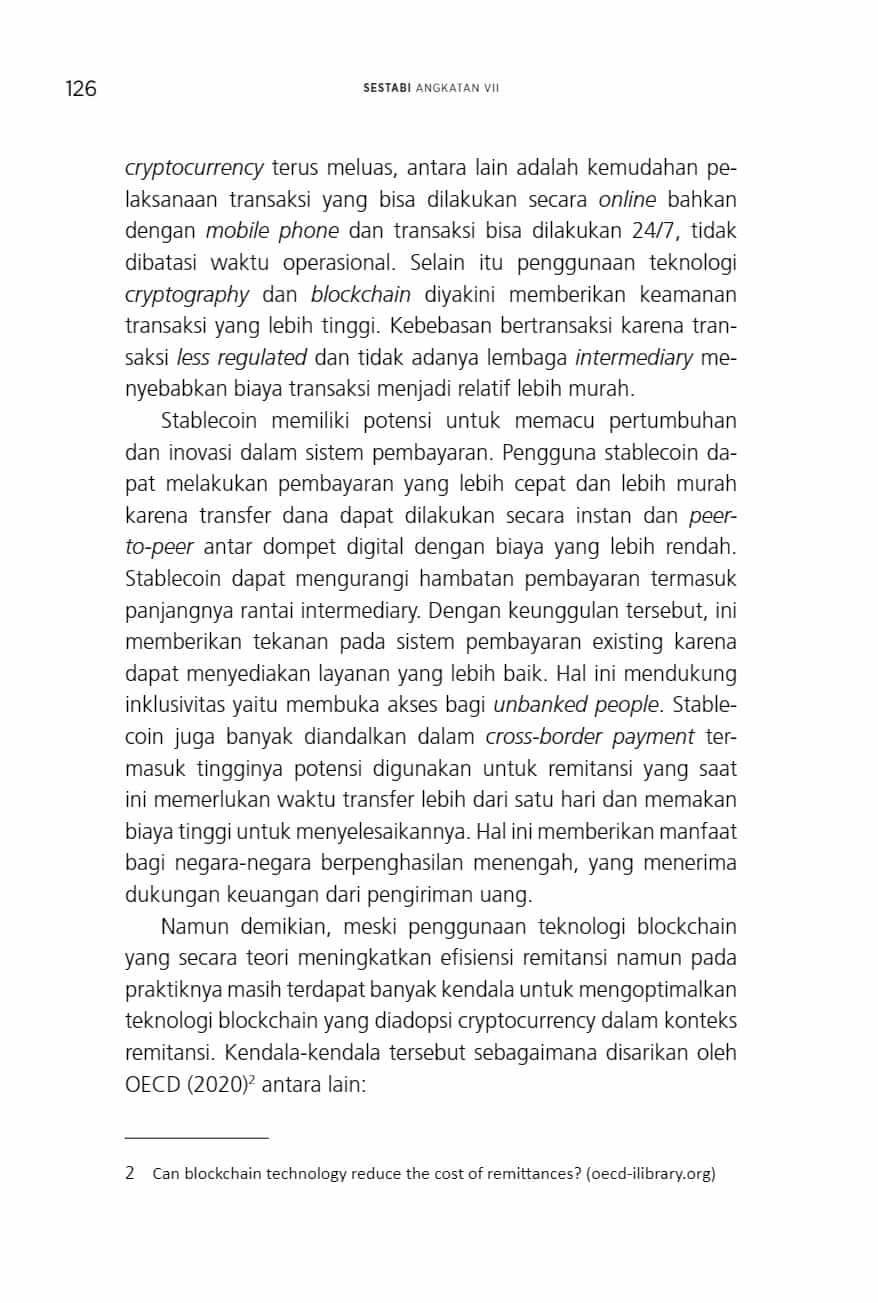 126
SESTABI ANGKATAN VII
cryptocurrency terus meluas, antara lain adalah kemudahan pe-
laksanaan transaksi yang bisa dilakukan secara online bahkan
dengan mobile phone dan transaksi bisa dilakukan 24/7, tidak
dibatasi waktu operasional. Selain itu penggunaan teknologi
cryptography dan blockchain diyakini memberikan keamanan
transaksi yang lebih tinggi. Kebebasan bertransaksi karena tran-
saksi less regulated dan tidak adanya lembaga intermediary me-
nyebabkan biaya transaksi menjadi relatif lebih murah.
Stablecoin memiliki potensi untuk memacu pertumbuhan
dan inovasi dalam sistem pembayaran. Pengguna stablecoin da-
pat melakukan pembayaran yang lebih cepat dan lebih murah
karena transfer dana dapat dilakukan secara instan dan peer-
to-peer antar dompet digital dengan biaya yang lebih rendah.
Stablecoin dapat mengurangi hambatan pembayaran termasuk
panjangnya rantai intermediary. Dengan keunggulan tersebut, ini
memberikan tekanan pada sistem pembayaran existing karena
dapat menyediakan layanan yang lebih baik. Hal ini mendukung
inklusivitas yaitu membuka akses bagi unbanked people. Stable-
coin juga banyak diandalkan dalam cross-border payment ter-
masuk tingginya potensi digunakan untuk remitansi yang saat
ini memerlukan waktu transfer lebih dari satu hari dan memakan
biaya tinggi untuk menyelesaikannya. Hal ini memberikan manfaat
bagi negara-negara berpenghasilan menengah, yang menerima
dukungan keuangan dari pengiriman uang.
Namun demikian, meski penggunaan teknologi blockchain
yang secara teori meningkatkan efisiensi remitansi namun pada
praktiknya masih terdapat banyak kendala untuk mengoptimalkan
teknologi blockchain yang diadopsi cryptocurrency dalam konteks
remitansi. Kendala-kendala tersebut sebagaimana disarikan oleh
OECD (2020)² antara lain:
2 Can blockchain technology reduce the cost of remittances? (oecd-ilibrary.org)